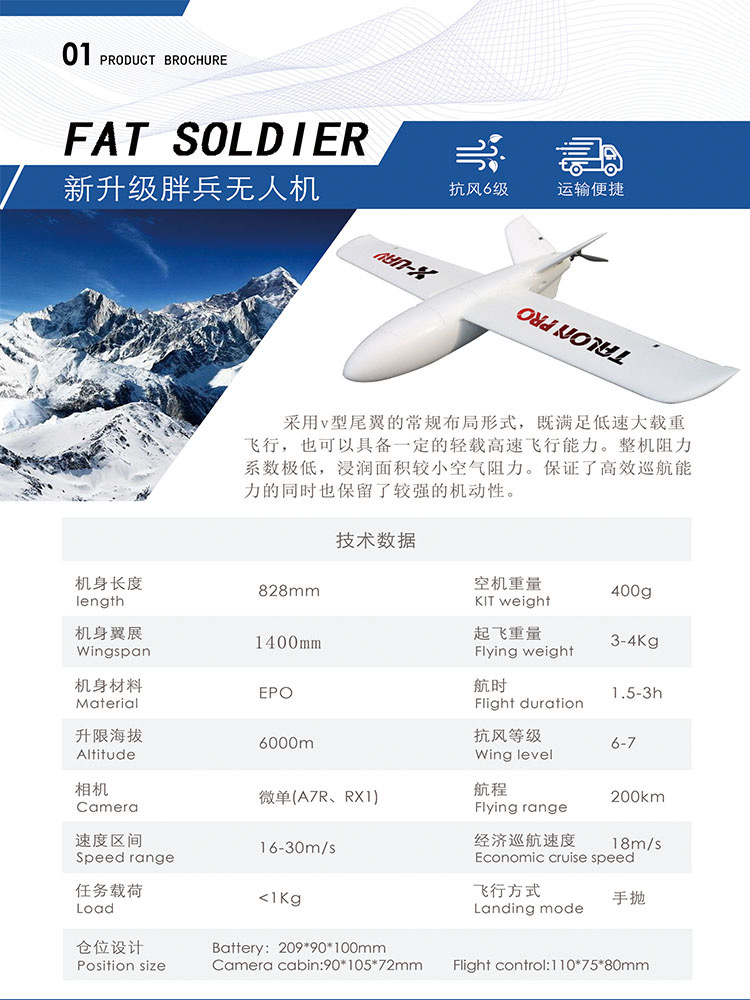 01 PRODUCT BROCHURE
FAT SOLDIER
新升级胖兵无人机
抗风6级
运输便捷
X-UAV
TALON PRO
采用v型尾翼的常规布局形式，既满足低速大载重
飞行，也可以具备一定的轻载高速飞行能力。整机阻力
系数极低，浸润面积较小空气阻力。保证了高效巡航能
力的同时也保留了较强的机动性。
技术数据
机身长度 828mm 空机重量 400g
length KIT weight
机身翼展 1400mm 起飞重量 3-4Kg
Wingspan Flying weight
机身材料 EPO 航时 1.5-3h
Material Flight duration
升限海拔 6000m 抗风等级 6-7
Altitude Wing level
相机 微单(A7R、RX1) 航程 200km
Camera Flying range
速度区间 16-30m/s 经济巡航速度 18m/s
Speed range Economic cruise speed
任务载荷 <1Kg 飞行方式 手抛
Load Landing mode
仓位设计 Battery: 209*90*100mm
Position size Camera cabin:90*105*72mm Flight control:110*75*80mm